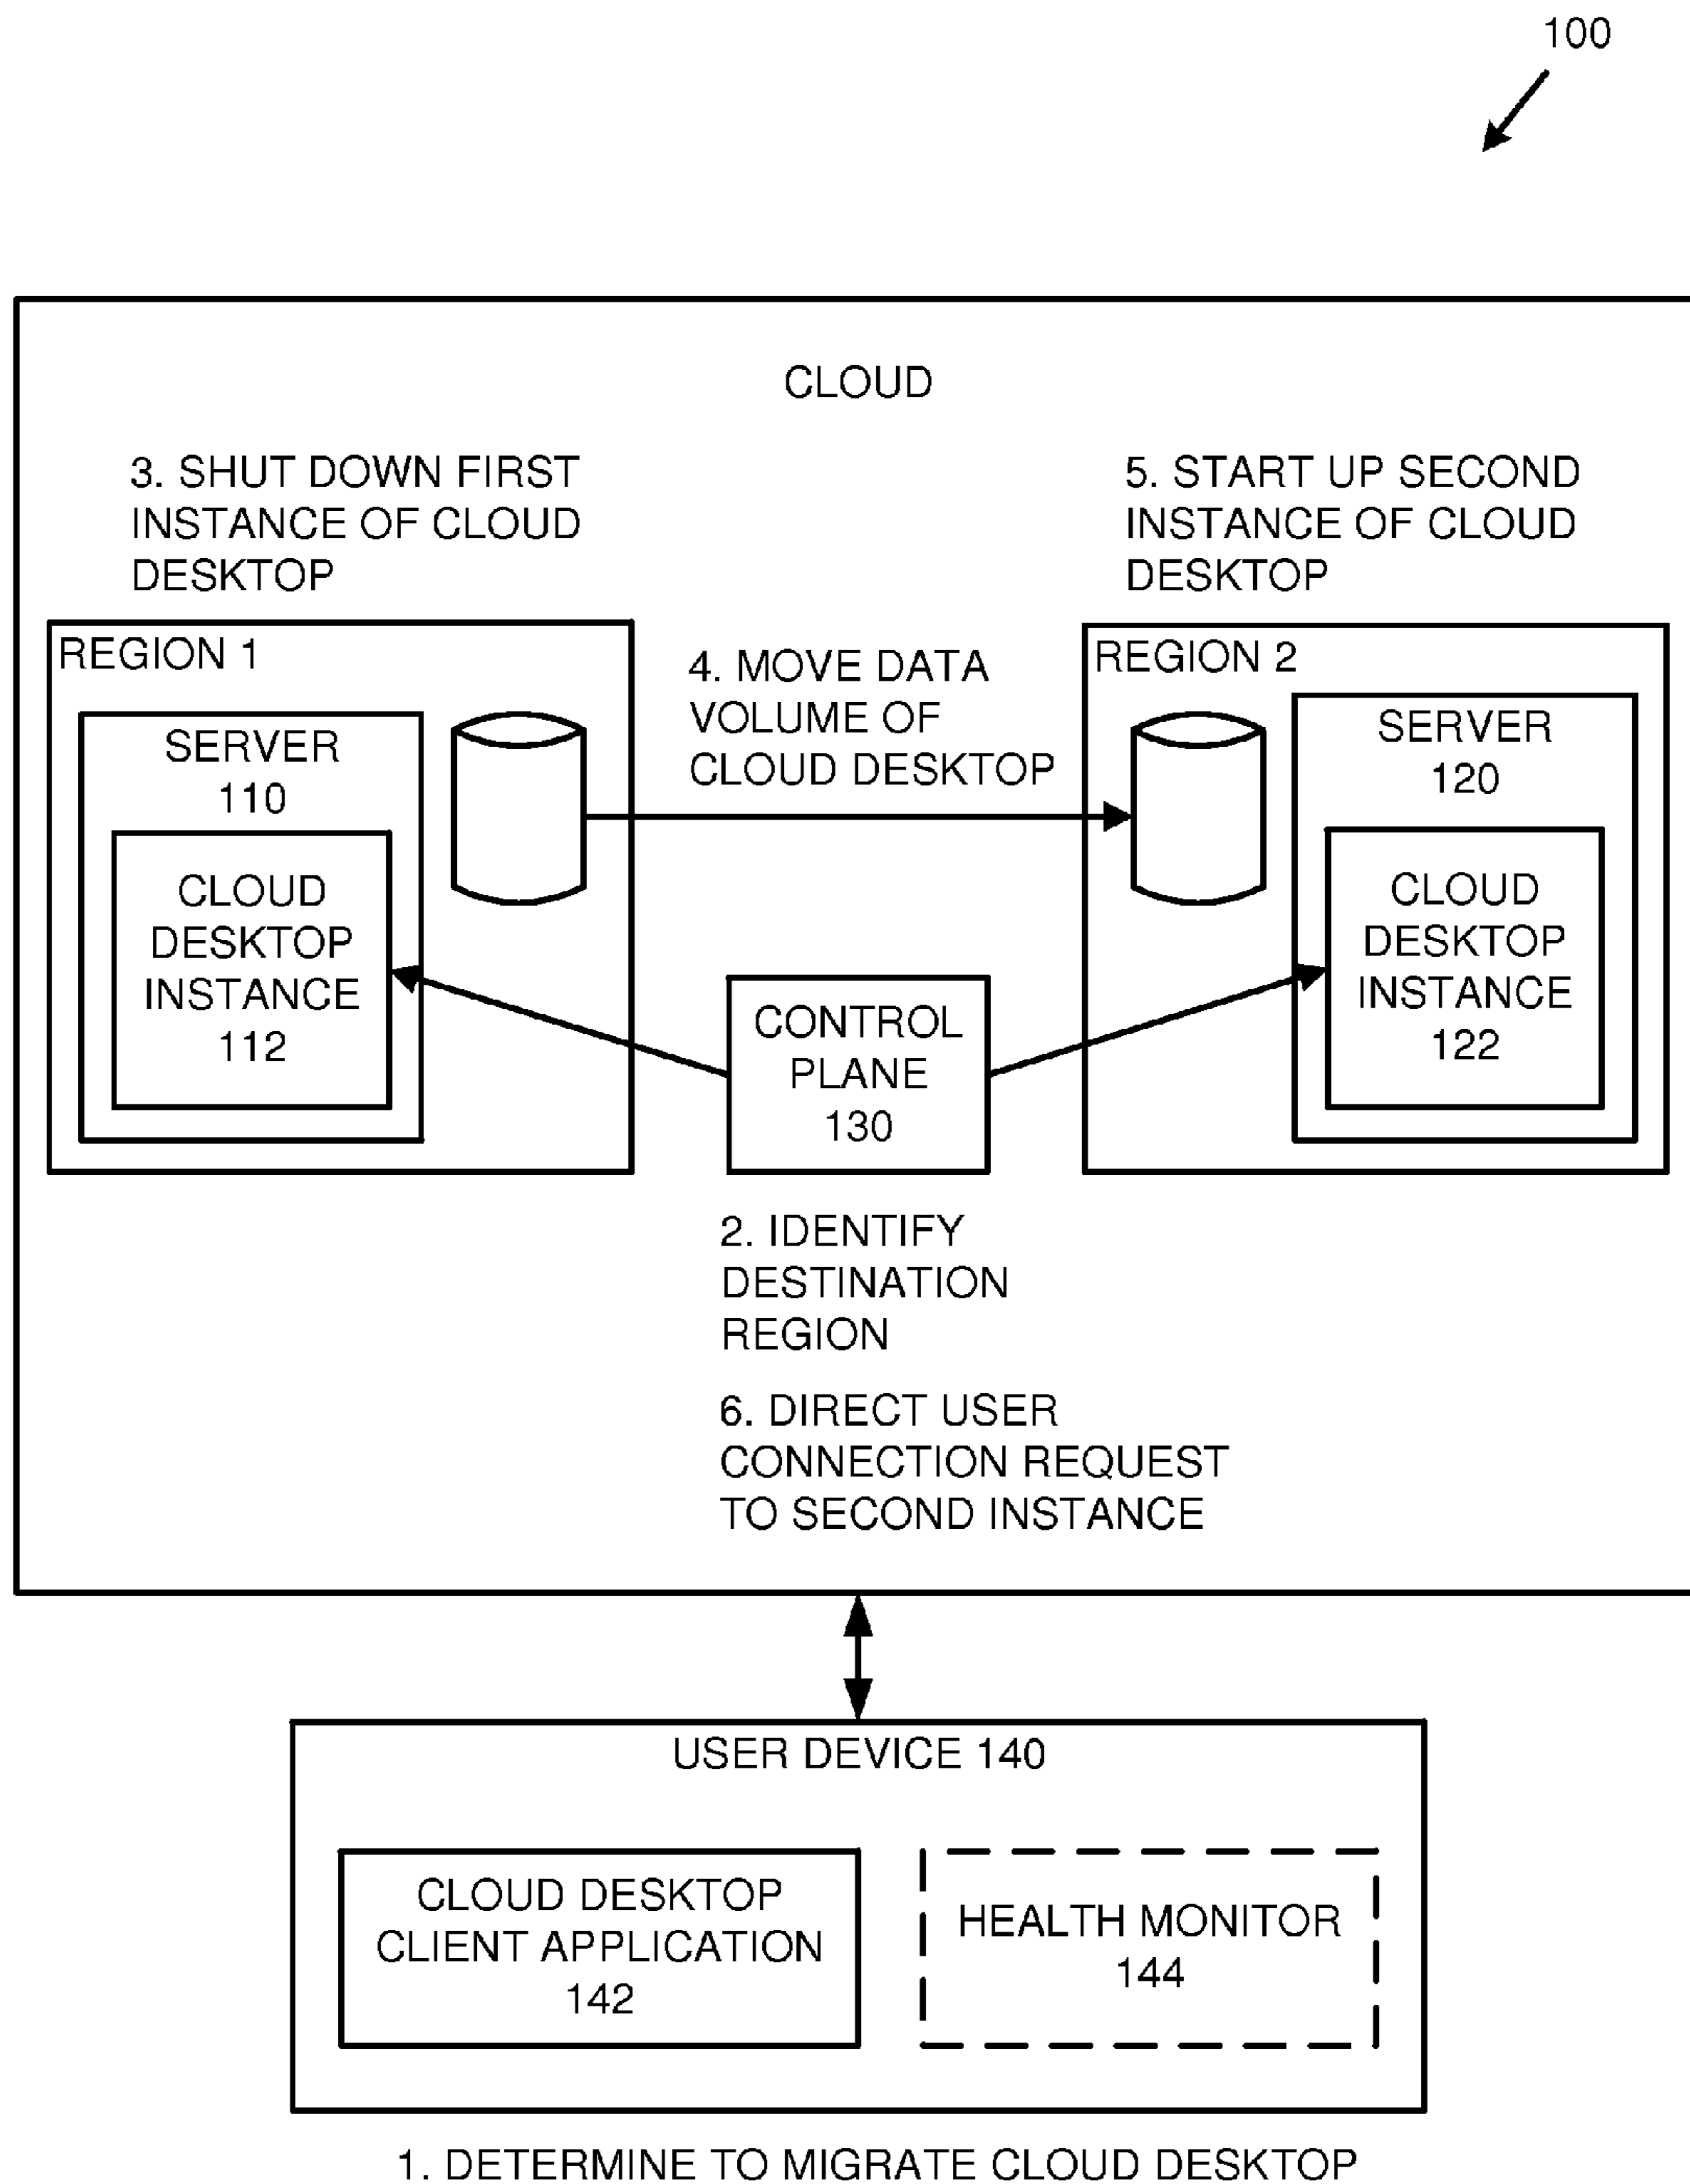 100
CLOUD
3. SHUT DOWN FIRST
INSTANCE OF CLOUD
DESKTOP
5. START UP SECOND
INSTANCE OF CLOUD
DESKTOP
REGION 1
SERVER
110
CLOUD
DESKTOP
INSTANCE
112
4. MOVE DATA
VOLUME OF
CLOUD DESKTOP
REGION 2
SERVER
120
CLOUD
DESKTOP
INSTANCE
122
CONTROL
PLANE
130
2. IDENTIFY
DESTINATION
REGION
6. DIRECT USER
CONNECTION REQUEST
TO SECOND INSTANCE
USER DEVICE 140
CLOUD DESKTOP
CLIENT APPLICATION
142
HEALTH MONITOR
144
1. DETERMINE TO MIGRATE CLOUD DESKTOP